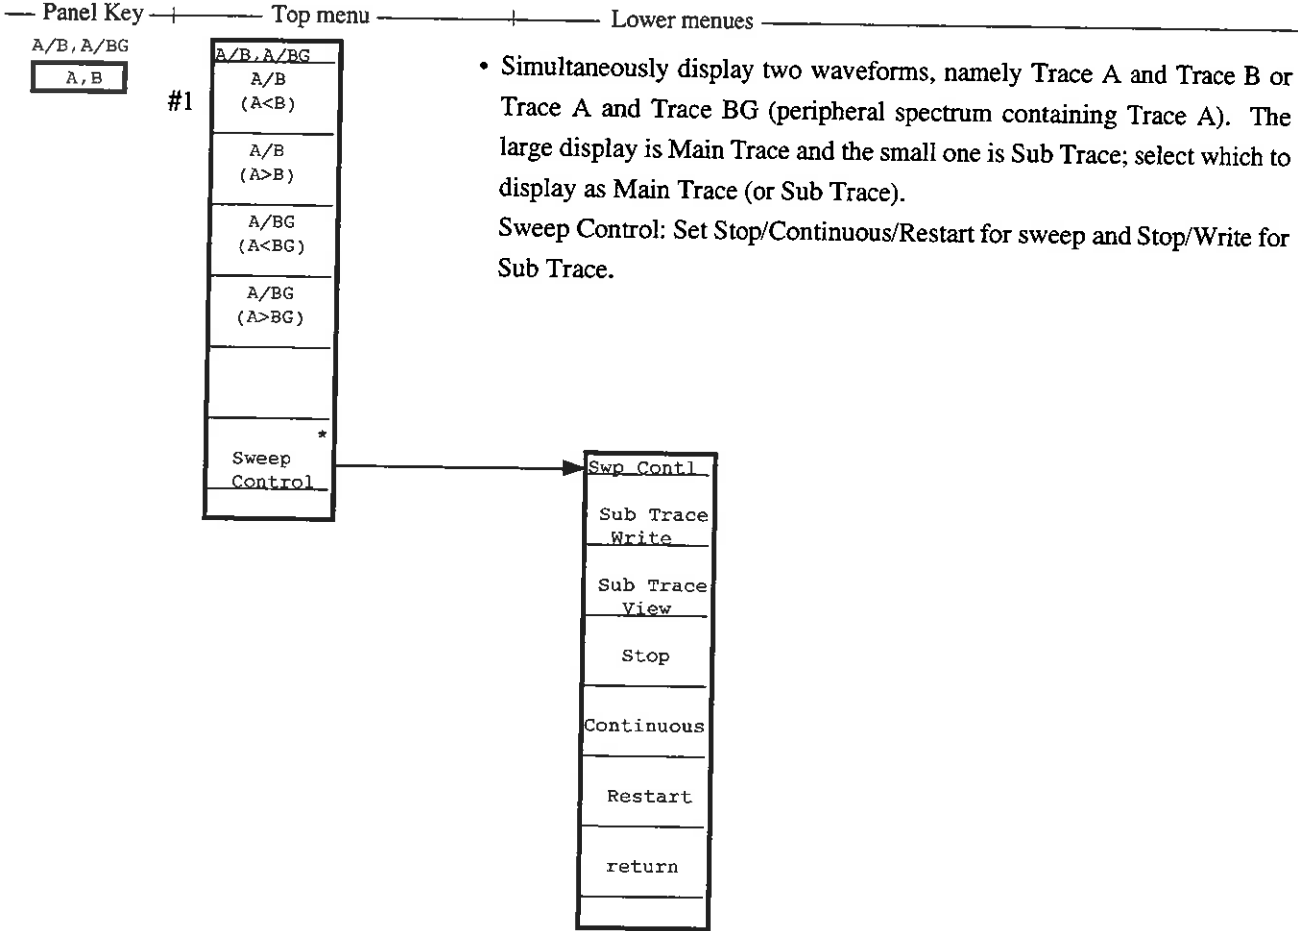 Panel Key
Top menu
Lower menues
A/B,A/BG
A,B
#1
A/B,A/BG
A/B
(A<B)
A/B
(A>B)
A/BG
(A<BG)
A/BG
(A>BG)
*
Sweep
Control
• Simultaneously display two waveforms, namely Trace A and Trace B or
Trace A and Trace BG (peripheral spectrum containing Trace A). The
large display is Main Trace and the small one is Sub Trace; select which to
display as Main Trace (or Sub Trace).
Sweep Control: Set Stop/Continuous/Restart for sweep and Stop/Write for
Sub Trace.
Swp Contl
Sub Trace
Write
Sub Trace
View
Stop
Continuous
Restart
return